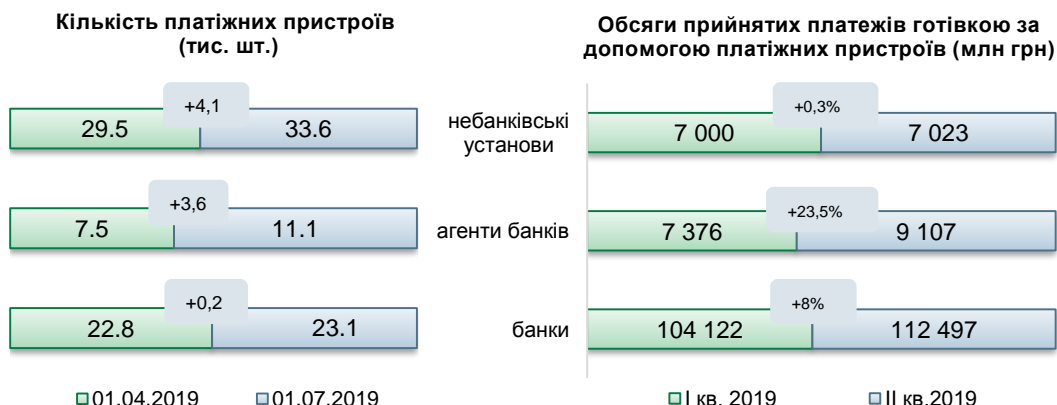 Кількість платіжних пристроїв
(тис. шт.)
+4,1
29.5
33.6
+3,6
7.5
11.1
+0,2
22.8
23.1
01.04.2019
01.07.2019
небанківські
установи
агенти банків
банки
Обсяги прийнятих платежів готівкою за
допомогою платіжних пристроїв (млн грн)
+0,3%
7 000
7 023
+23,5%
7 376
9 107
+8%
104 122
112 497
І кв. 2019
ІІ кв.2019